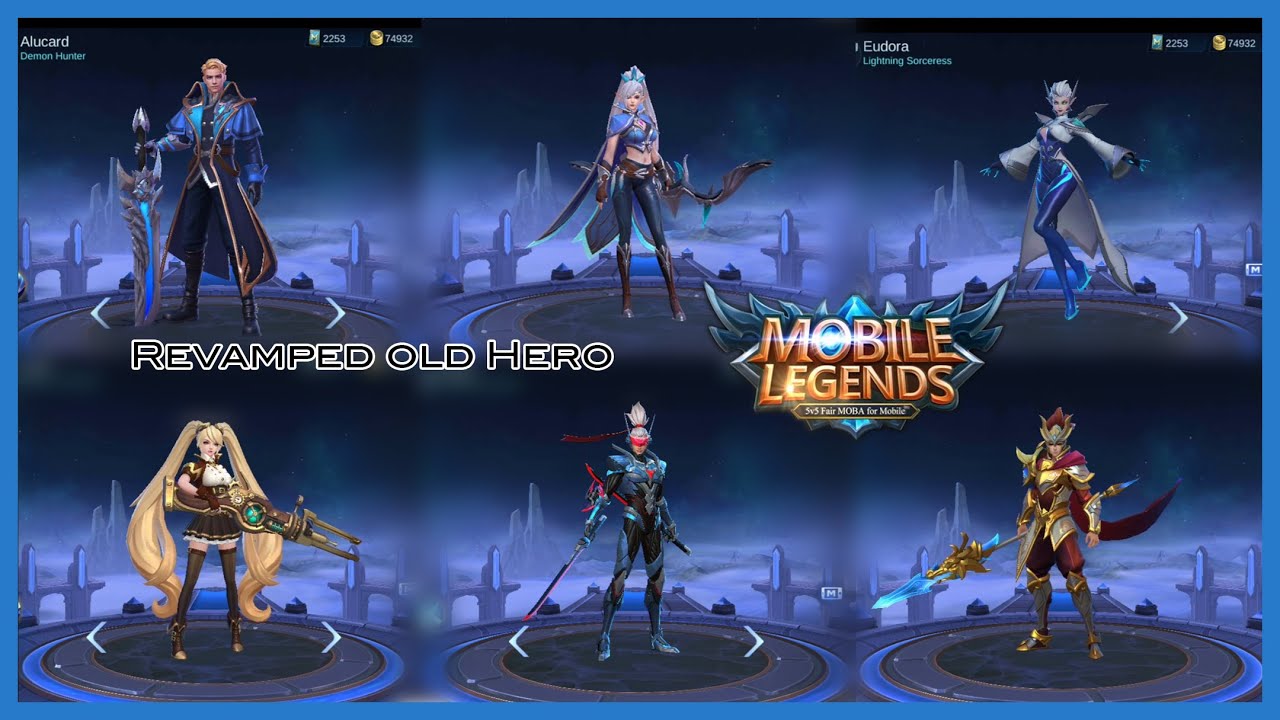 Alucard
Demon Hunter
2253 74932
Eudora
Lightning Sorceress
2253 74932
M
Revamped old Hero
MOBILE
LEGENDS
5v5 Fair MOBA for Mobile
M